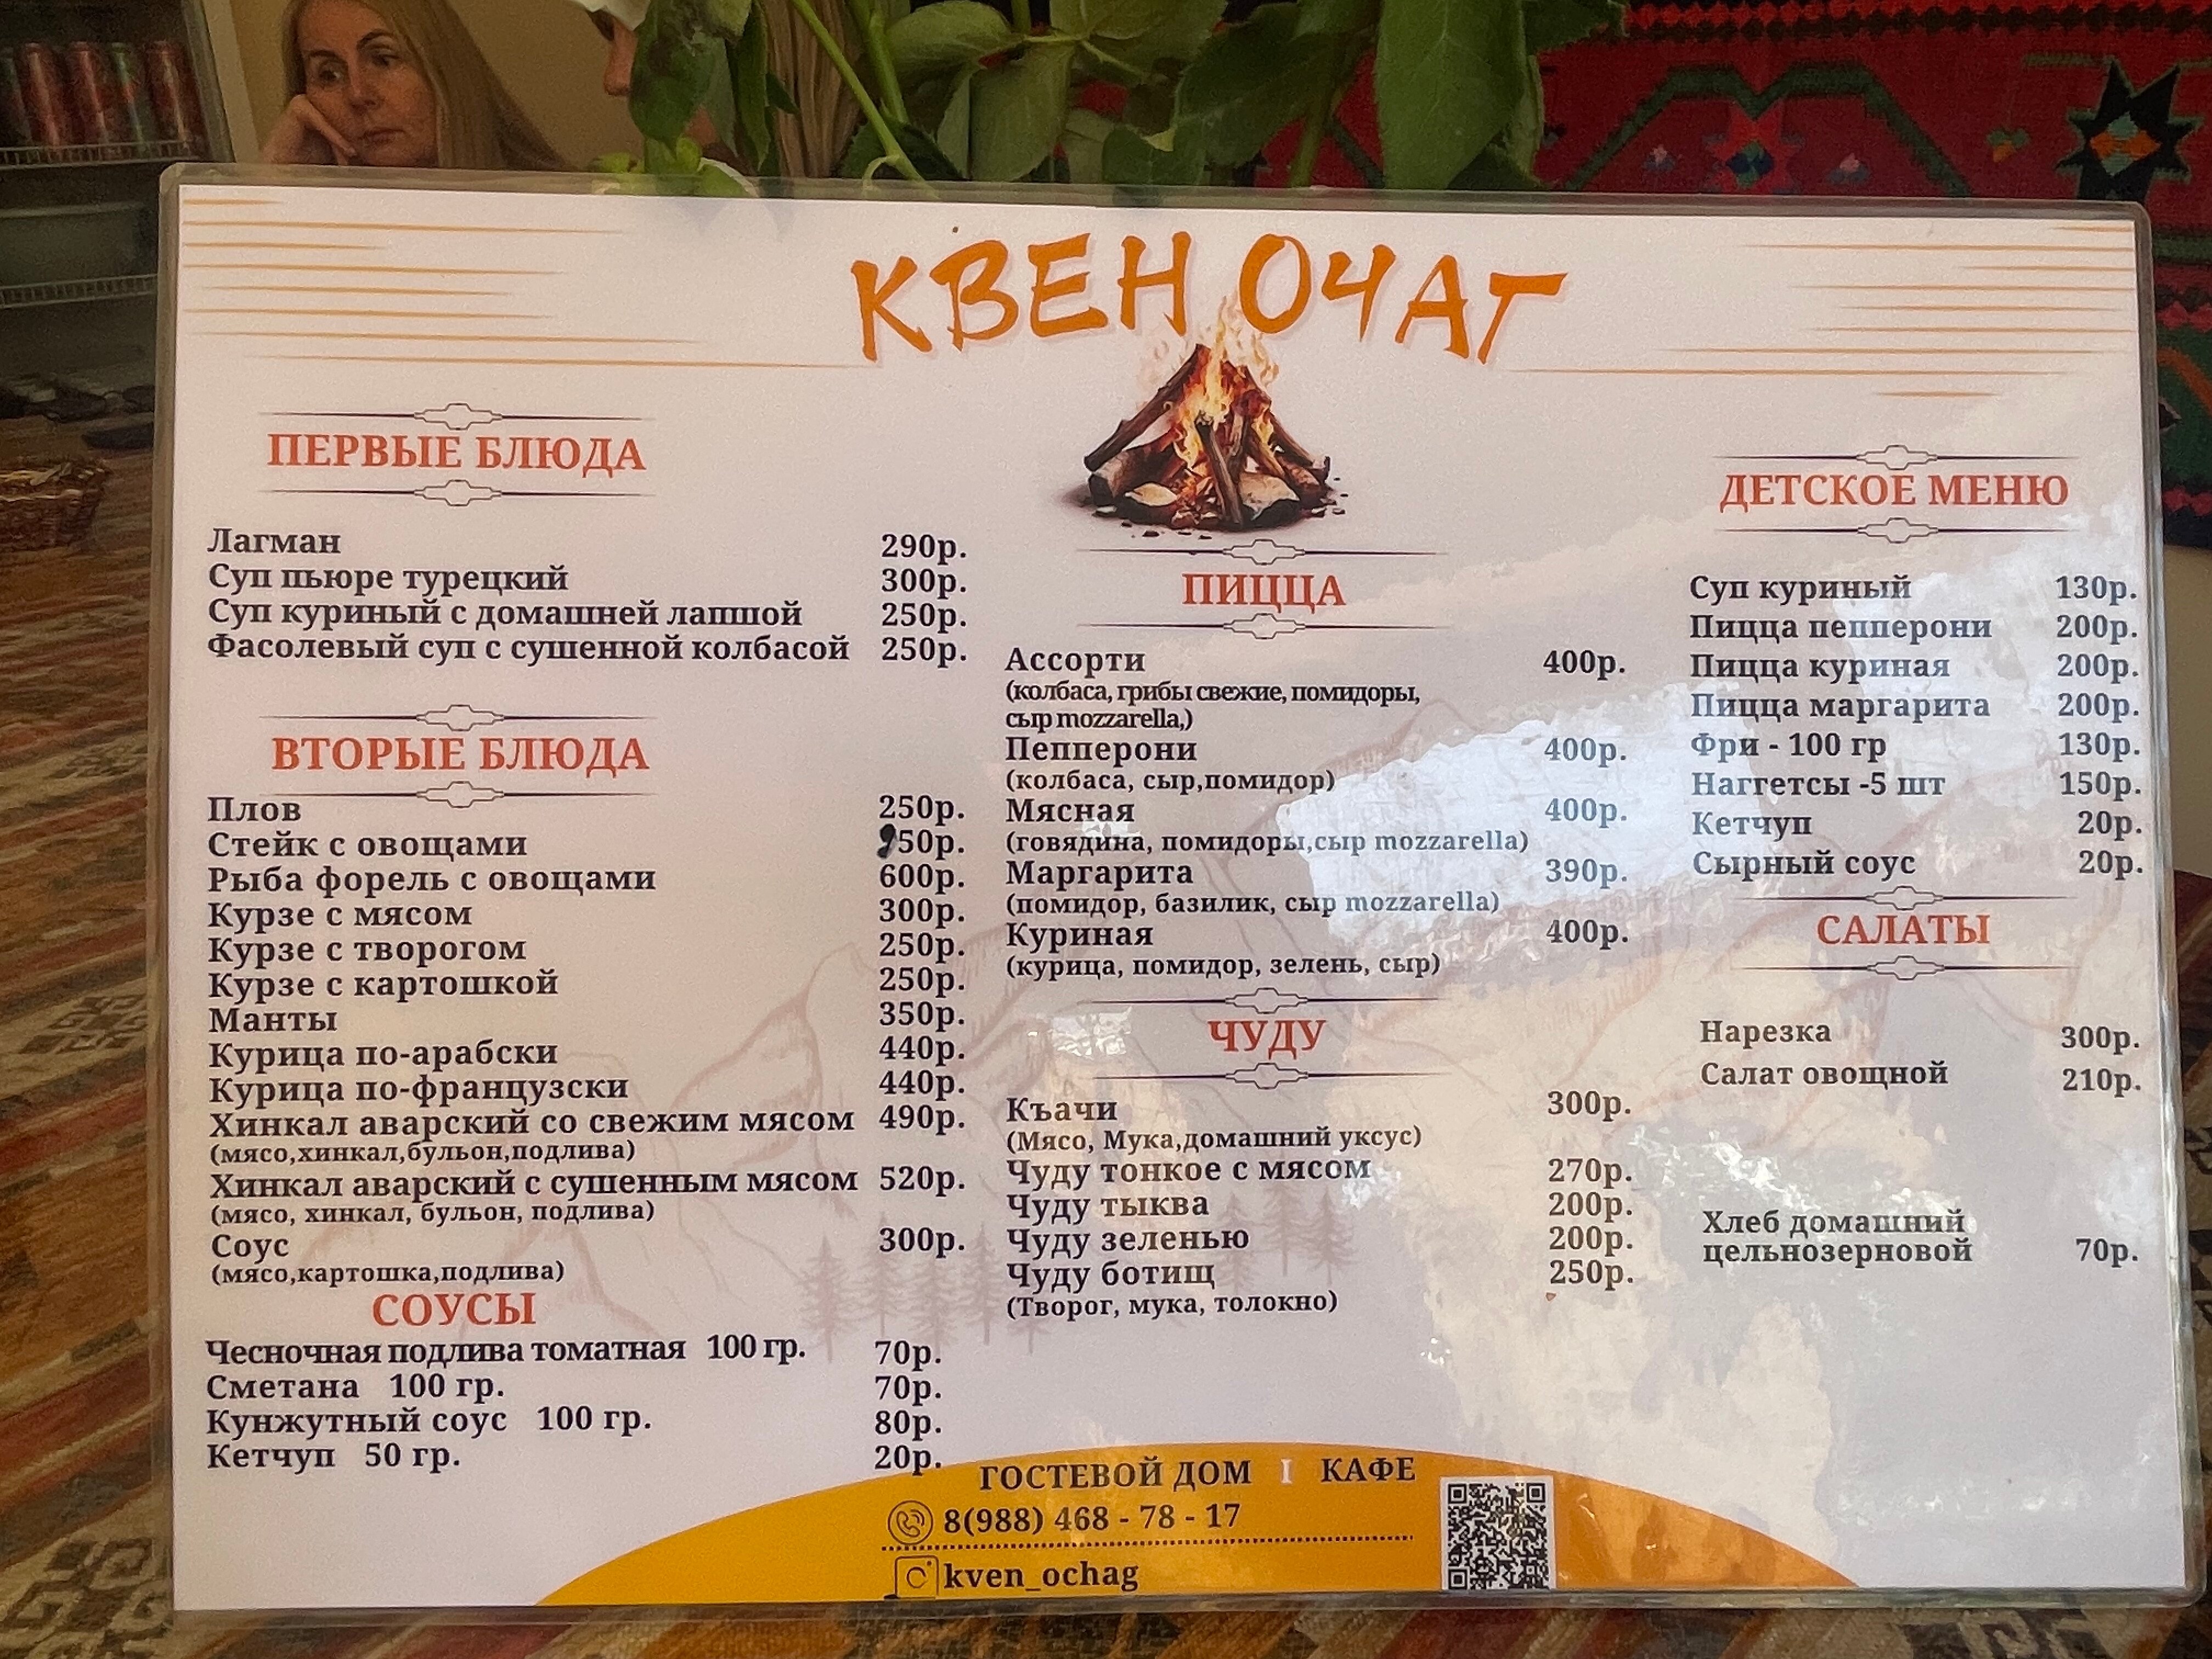 КВЕН ОЧАГ
ПЕРВЫЕ БЛЮДА
Лагман 290р.
Суп пьюре турецкий 300р.
Суп куриный с домашней лапшой 250р.
Фасолевый суп с сушенной колбасой 250р.
ВТОРЫЕ БЛЮДА
Плов 250р.
Стейк с овощами 950р.
Рыба форель с овощами 600р.
Курзе с мясом 300р.
Курзе с творогом 250р.
Курзе с картошкой 250р.
Манты 350р.
Курица по-арабски 440р.
Курица по-французски 440р.
Хинкал аварский со свежим мясом 490р.
(мясо,хинкал,бульон,подлива)
Хинкал аварский с сушенным мясом 520р.
(мясо, хинкал, бульон, подлива)
Соус 300р.
(мясо,картошка,подлива)
СОУСЫ
Чесночная подлива томатная 100 гр. 70р.
Сметана 100 гр. 70р.
Кунжутный соус 100 гр. 80р.
Кетчуп 50 гр. 20р.
ПИЦЦА
Ассорти 400р.
(колбаса, грибы свежие, помидоры,
сыр mozzarella,)
Пепперони 400р.
(колбаса, сыр,помидор)
Мясная 400р.
(говядина, помидоры,сыр mozzarella)
Маргарита 390р.
(помидор, базилик, сыр mozzarella)
Куриная 400р.
(курица, помидор, зелень, сыр)
ЧУДУ
Къачи 300р.
(Мясо, Мука,домашний уксус)
Чуду тонкое с мясом 270р.
Чуду тыква 200р.
Чуду зеленью 200р.
Чуду ботищ 250р.
(Творог, мука, толокно)
ДЕТСКОЕ МЕНЮ
Суп куриный 130р.
Пицца пепперони 200р.
Пицца куриная 200р.
Пицца маргарита 200р.
Фри - 100 гр 130р.
Наггетсы -5 шт 150р.
Кетчуп 20р.
Сырный соус 20р.
САЛАТЫ
Нарезка 300р.
Салат овощной 210р.
Хлеб домашний
цельнозерновой 70р.
ГОСТЕВОЙ ДОМ I КАФЕ
8(988) 468 - 78 - 17
kven_ochag